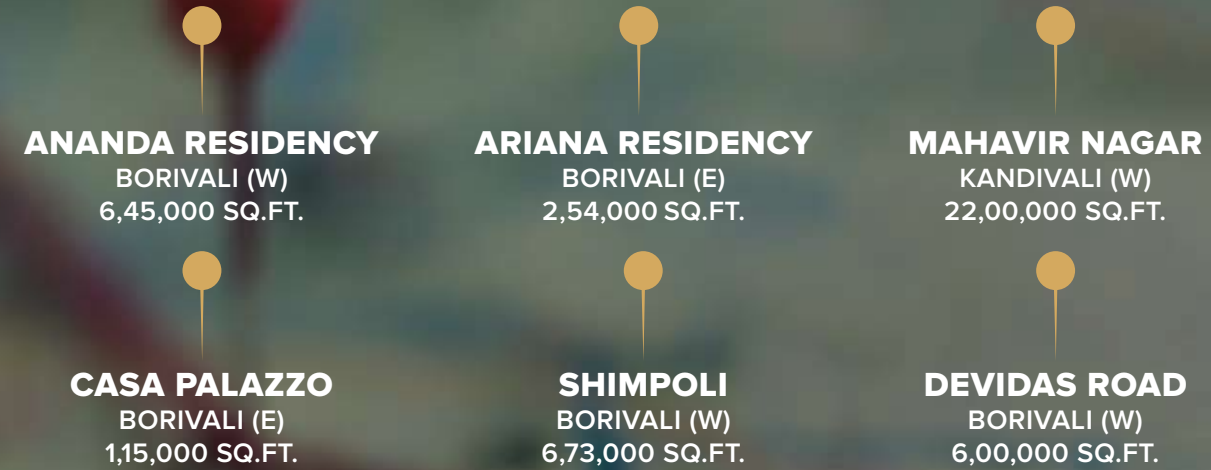 ANANDA RESIDENCY
BORIVALI (W)
6,45,000 SQ.FT.
ARIANA RESIDENCY
BORIVALI (E)
2,54,000 SQ.FT.
MAHAVIR NAGAR
KANDIVALI (W)
22,00,000 SQ.FT.
CASA PALAZZO
BORIVALI (E)
1,15,000 SQ.FT.
SHIMPOLI
BORIVALI (W)
6,73,000 SQ.FT.
DEVIDAS ROAD
BORIVALI (W)
6,00,000 SQ.FT.